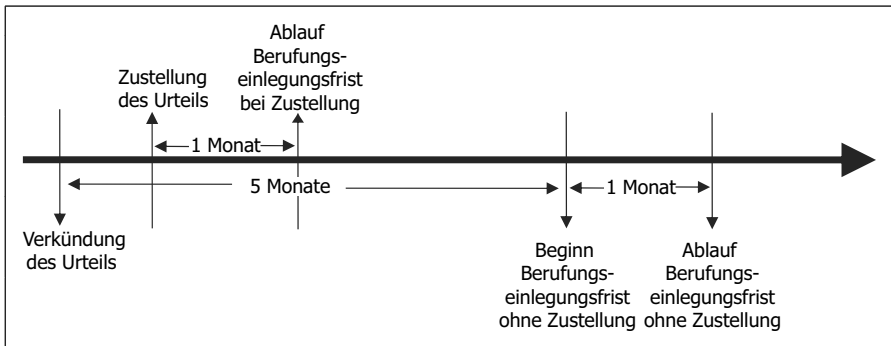 Zustellung
des Urteils
Ablauf
Berufungs-
einlegungsfrist
bei Zustellung
1 Monat
5 Monate
1 Monat
Verkündung
des Urteils
Beginn
Berufungs-
einlegungsfrist
ohne Zustellung
Ablauf
Berufungs-
einlegungsfrist
ohne Zustellung